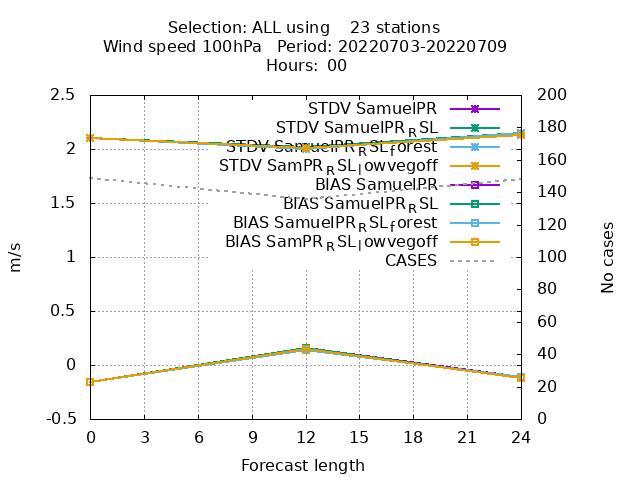 Selection: ALL using    23 stations
Wind speed 100hPa   Period: 20220703-20220709
Hours: 00
2.5
2
1.5
1
0.5
0
-0.5
200
180
160
140
120
100
80
60
40
20
0
STDV SamuelPR
STDV SamuelPR_RSL
STDV SamuelPR_RSL_forest
STDV SamPR_RSL_lowvegoff
BIAS SamuelPR
BIAS SamuelPR_RSL
BIAS SamuelPR_RSL_forest
BIAS SamPR_RSL_lowvegoff
CASES
m/s
No cases
0 3 6 9 12 15 18 21 24
Forecast length